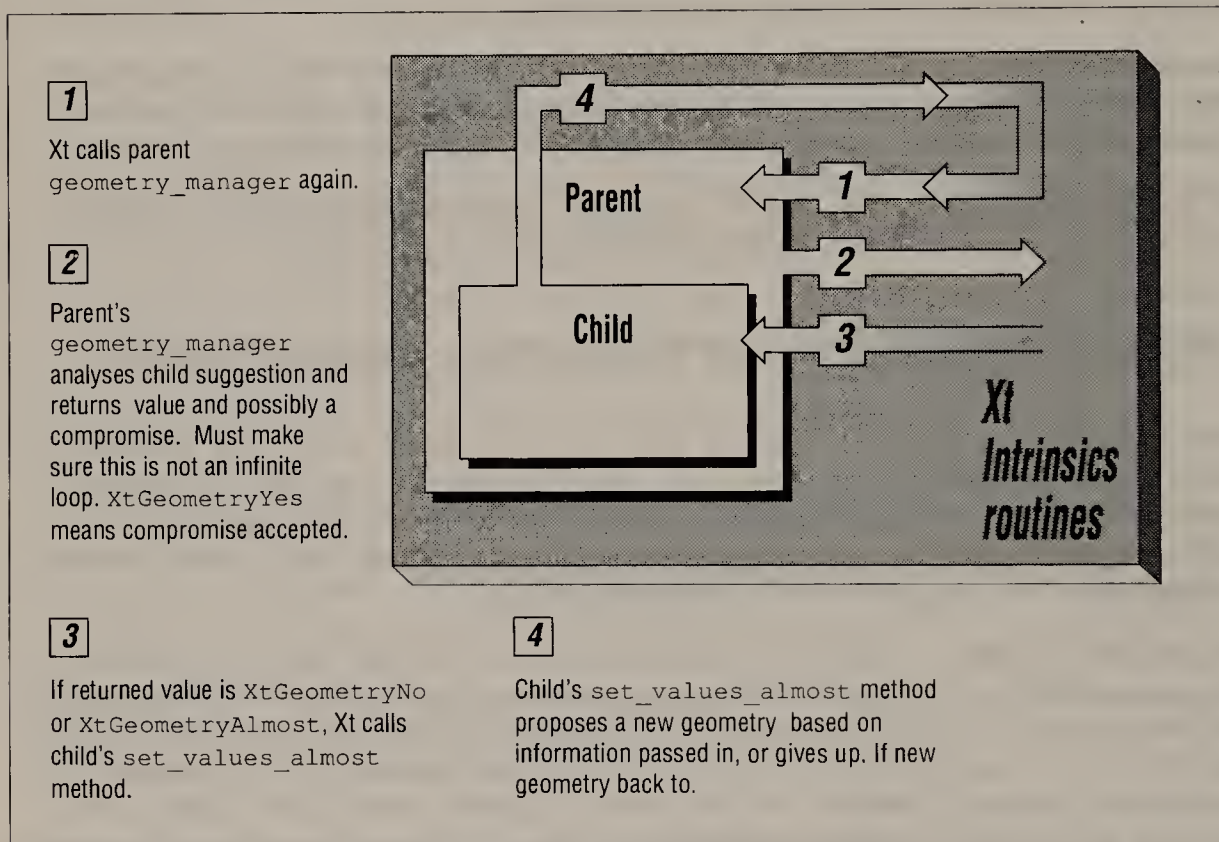 1
Xt calls parent
geometry_manager again.
2
Parent's
geometry_manager
analyses child suggestion and
returns value and possibly a
compromise. Must make
sure this is not an infinite
loop. XtGeometryYes
means compromise accepted.
4
Parent
1
2
Child
3
Xt
Intrinsics
routines
3
If returned value is XtGeometryNo
or XtGeometryAlmost, Xt calls
child's set_values_almost
method.
4
Child's set_values_almost method
proposes a new geometry based on
information passed in, or gives up. If new
geometry back to.